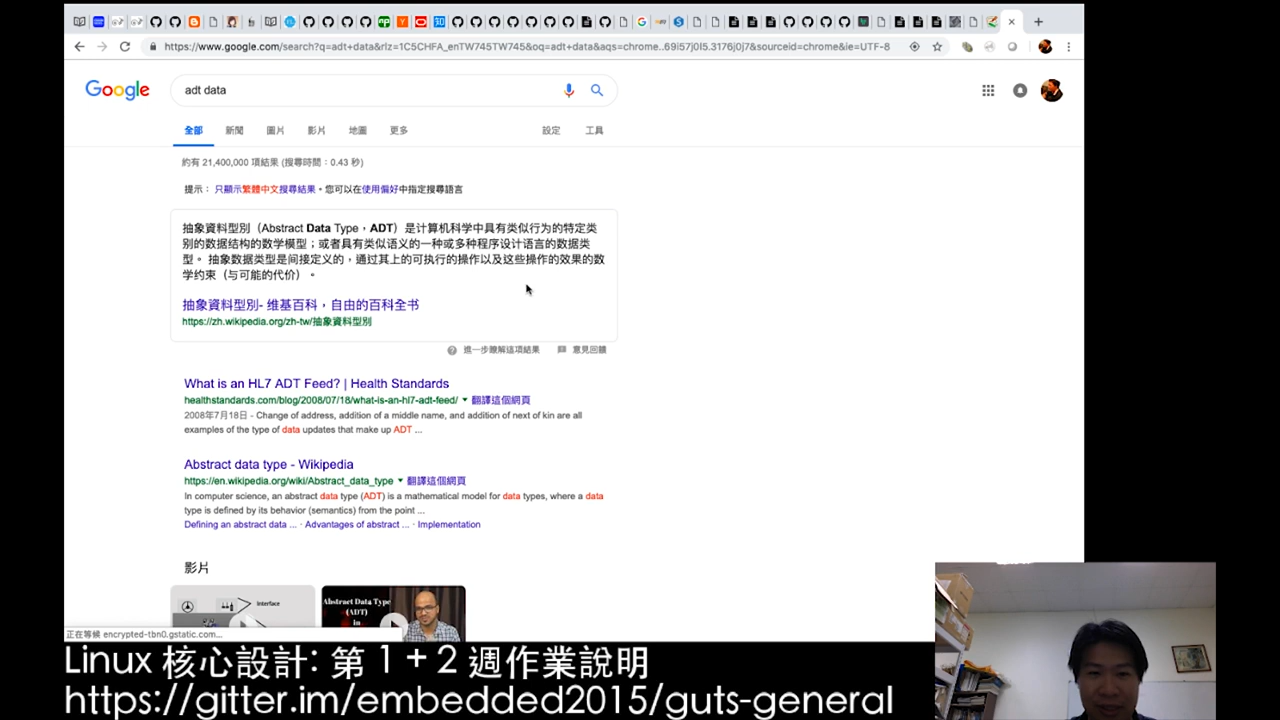 https://www.google.com/search?q=adt+data&rlz=1C5CHFA_enTW745TW745&oq=adt+data&aqs=chrome..69i57j0l5.3176j0j7&sourceid=chrome&ie=UTF-8
Google
adt data
全部 新聞 圖片 影片 地圖 更多 設定 工具
約有 21,400,000 項結果 (搜尋時間：0.43 秒)
提示： 只顯示繁體中文搜尋結果。您可以在使用偏好中指定搜尋語言
抽象資料型別（Abstract Data Type，ADT）是计算机科学中具有类似行为的特定类
别的数据结构的数学模型；或者具有类似语义的一种或多种程序设计语言的数据类
型。 抽象数据类型是间接定义的，通过其上的可执行的操作以及这些操作的效果的数
学约束（与可能的代价）。
抽象資料型別- 维基百科，自由的百科全书
https://zh.wikipedia.org/zh-tw/抽象資料型別
進一步瞭解這項結果 意見回饋
What is an HL7 ADT Feed? | Health Standards
healthstandards.com/blog/2008/07/18/what-is-an-hl7-adt-feed/ 翻譯這個網頁
2008年7月18日 - Change of address, addition of a middle name, and addition of next of kin are all
examples of the type of data updates that make up ADT ...
Abstract data type - Wikipedia
https://en.wikipedia.org/wiki/Abstract_data_type 翻譯這個網頁
In computer science, an abstract data type (ADT) is a mathematical model for data types, where a data
type is defined by its behavior (semantics) from the point ...
Defining an abstract data ... · Advantages of abstract ... · Implementation
影片
Interface
Abstract Data Type
(ADT)
in
正在等候 encrypted-tbn0.gstatic.com...
Linux 核心設計: 第 1 + 2 週作業說明
https://gitter.im/embedded2015/guts-general